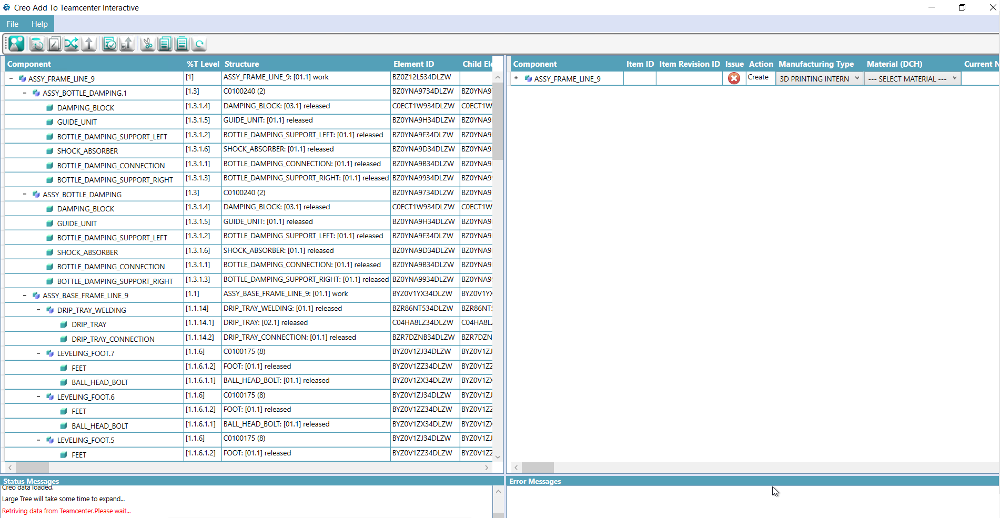 Creo Add To Teamcenter Interactive
File Help
Component %T Level Structure Element ID Child Ele
ASSY_FRAME_LINE_9 [1] ASSY_FRAME_LINE_9: [01.1] work BZ0Z12L534DLZW
ASSY_BOTTLE_DAMPING.1 [1.3] C0100240 (2) BZ0YNA9734DLZW BZ0YNA97
DAMPING_BLOCK [1.3.1.4] DAMPING_BLOCK: [03.1] released C0ECT1W934DLZW C0ECT1W
GUIDE_UNIT [1.3.1.5] GUIDE_UNIT: [01.1] released BZ0YNA9H34DLZW BZ0YNA9
BOTTLE_DAMPING_SUPPORT_LEFT [1.3.1.2] BOTTLE_DAMPING_SUPPORT_LEFT: [01.1] released BZ0YNA9F34DLZW BZ0YNA9
SHOCK_ABSORBER [1.3.1.6] SHOCK_ABSORBER: [01.1] released BZ0YNA9D34DLZW BZ0YNA9
BOTTLE_DAMPING_CONNECTION [1.3.1.1] BOTTLE_DAMPING_CONNECTION: [01.1] released BZ0YNA9B34DLZW BZ0YNA9
BOTTLE_DAMPING_SUPPORT_RIGHT [1.3.1.3] BOTTLE_DAMPING_SUPPORT_RIGHT: [01.1] released BZ0YNA9934DLZW BZ0YNA99
ASSY_BOTTLE_DAMPING [1.3] C0100240 (2) BZ0YNA9734DLZW BZ0YNA97
DAMPING_BLOCK [1.3.1.4] DAMPING_BLOCK: [03.1] released C0ECT1W934DLZW C0ECT1W
GUIDE_UNIT [1.3.1.5] GUIDE_UNIT: [01.1] released BZ0YNA9H34DLZW BZ0YNA9
BOTTLE_DAMPING_SUPPORT_LEFT [1.3.1.2] BOTTLE_DAMPING_SUPPORT_LEFT: [01.1] released BZ0YNA9F34DLZW BZ0YNA9
SHOCK_ABSORBER [1.3.1.6] SHOCK_ABSORBER: [01.1] released BZ0YNA9D34DLZW BZ0YNA9
BOTTLE_DAMPING_CONNECTION [1.3.1.1] BOTTLE_DAMPING_CONNECTION: [01.1] released BZ0YNA9B34DLZW BZ0YNA9
BOTTLE_DAMPING_SUPPORT_RIGHT [1.3.1.3] BOTTLE_DAMPING_SUPPORT_RIGHT: [01.1] released BZ0YNA9934DLZW BZ0YNA99
ASSY_BASE_FRAME_LINE_9 [1.1] ASSY_BASE_FRAME_LINE_9: [01.1] work BYZ0V1YX34DLZW BYZ0V1YX
DRIP_TRAY_WELDING [1.1.14] DRIP_TRAY_WELDING: [01.1] released BZR86NT534DLZW BZR86NT5
DRIP_TRAY [1.1.14.1] DRIP_TRAY: [02.1] released C04HA8LZ34DLZW C04HA8LZ
DRIP_TRAY_CONNECTION [1.1.14.2] DRIP_TRAY_CONNECTION: [01.1] released BZR7DZNB34DLZW BZR7DZN
LEVELING_FOOT.7 [1.1.6] C0100175 (8) BYZ0V1ZJ34DLZW BYZ0V1ZJ
FEET [1.1.6.1.2] FOOT: [01.1] released BYZ0V1ZZ34DLZW BYZ0V1ZZ
BALL_HEAD_BOLT [1.1.6.1.1] BALL_HEAD_BOLT: [01.1] released BYZ0V1ZX34DLZW BYZ0V1ZX
LEVELING_FOOT.6 [1.1.6] C0100175 (8) BYZ0V1ZJ34DLZW BYZ0V1ZJ
FEET [1.1.6.1.2] FOOT: [01.1] released BYZ0V1ZZ34DLZW BYZ0V1ZZ
BALL_HEAD_BOLT [1.1.6.1.1] BALL_HEAD_BOLT: [01.1] released BYZ0V1ZX34DLZW BYZ0V1ZX
LEVELING_FOOT.5 [1.1.6] C0100175 (8) BYZ0V1ZJ34DLZW BYZ0V1ZJ
FEET [1.1.6.1.2] FOOT: [01.1] released BYZ0V1ZZ34DLZW BYZ0V1ZZ
Component Item ID Item Revision ID Issue Action Manufacturing Type Material (DCH) Current N
ASSY_FRAME_LINE_9 Create 3D PRINTING INTERN --- SELECT MATERIAL ---
Status Messages
Creo data loaded.
Large Tree will take some time to expand...
Retriving data from Teamcenter.Please wait...
Error Messages